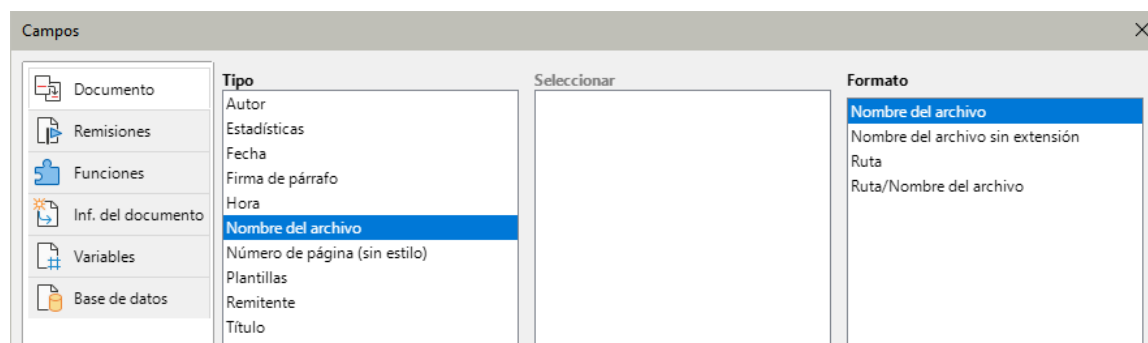 Campos
Documento
Remisiones
Funciones
Inf. del documento
Variables
Base de datos
Tipo
Autor
Estadísticas
Fecha
Firma de párrafo
Hora
Nombre del archivo
Número de página (sin estilo)
Plantillas
Remitente
Título
Seleccionar
Formato
Nombre del archivo
Nombre del archivo sin extensión
Ruta
Ruta/Nombre del archivo